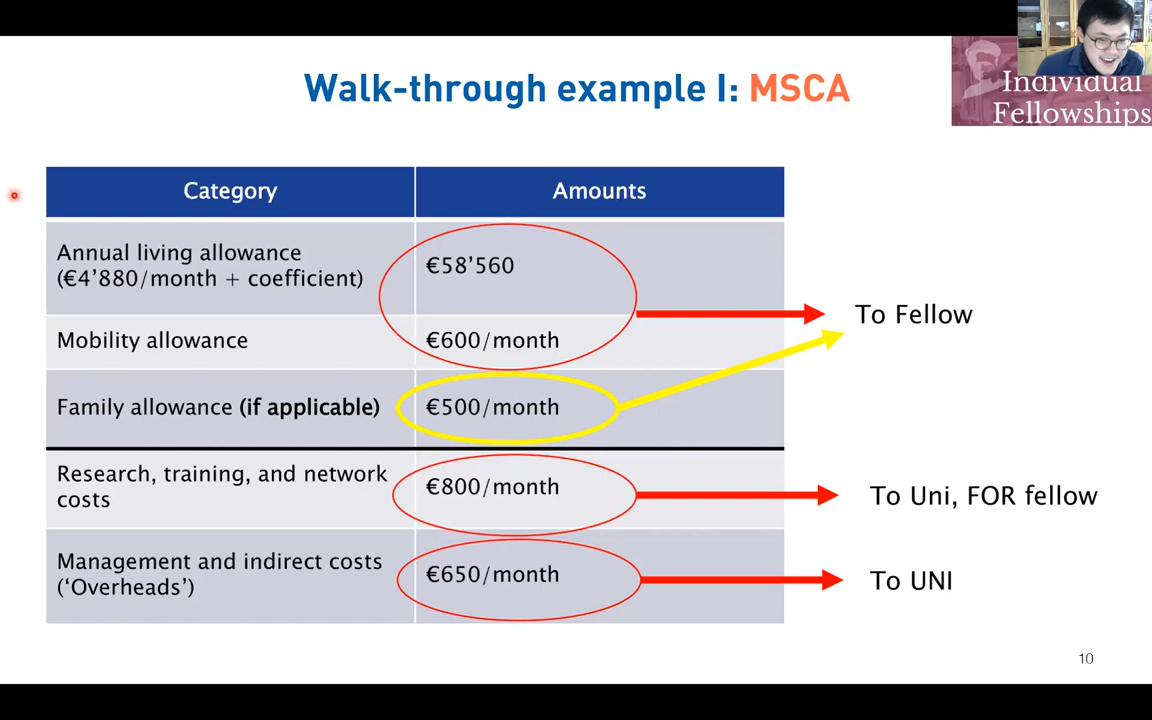 Walk-through example I: MSCA
Individual
Fellowships
Category
Amounts
Annual living allowance
(€4’880/month + coefficient)
€58’560
Mobility allowance
€600/month
To Fellow
Family allowance (if applicable)
€500/month
Research, training, and network
costs
€800/month
To Uni, FOR fellow
Management and indirect costs
(‘Overheads’)
€650/month
To UNI
10